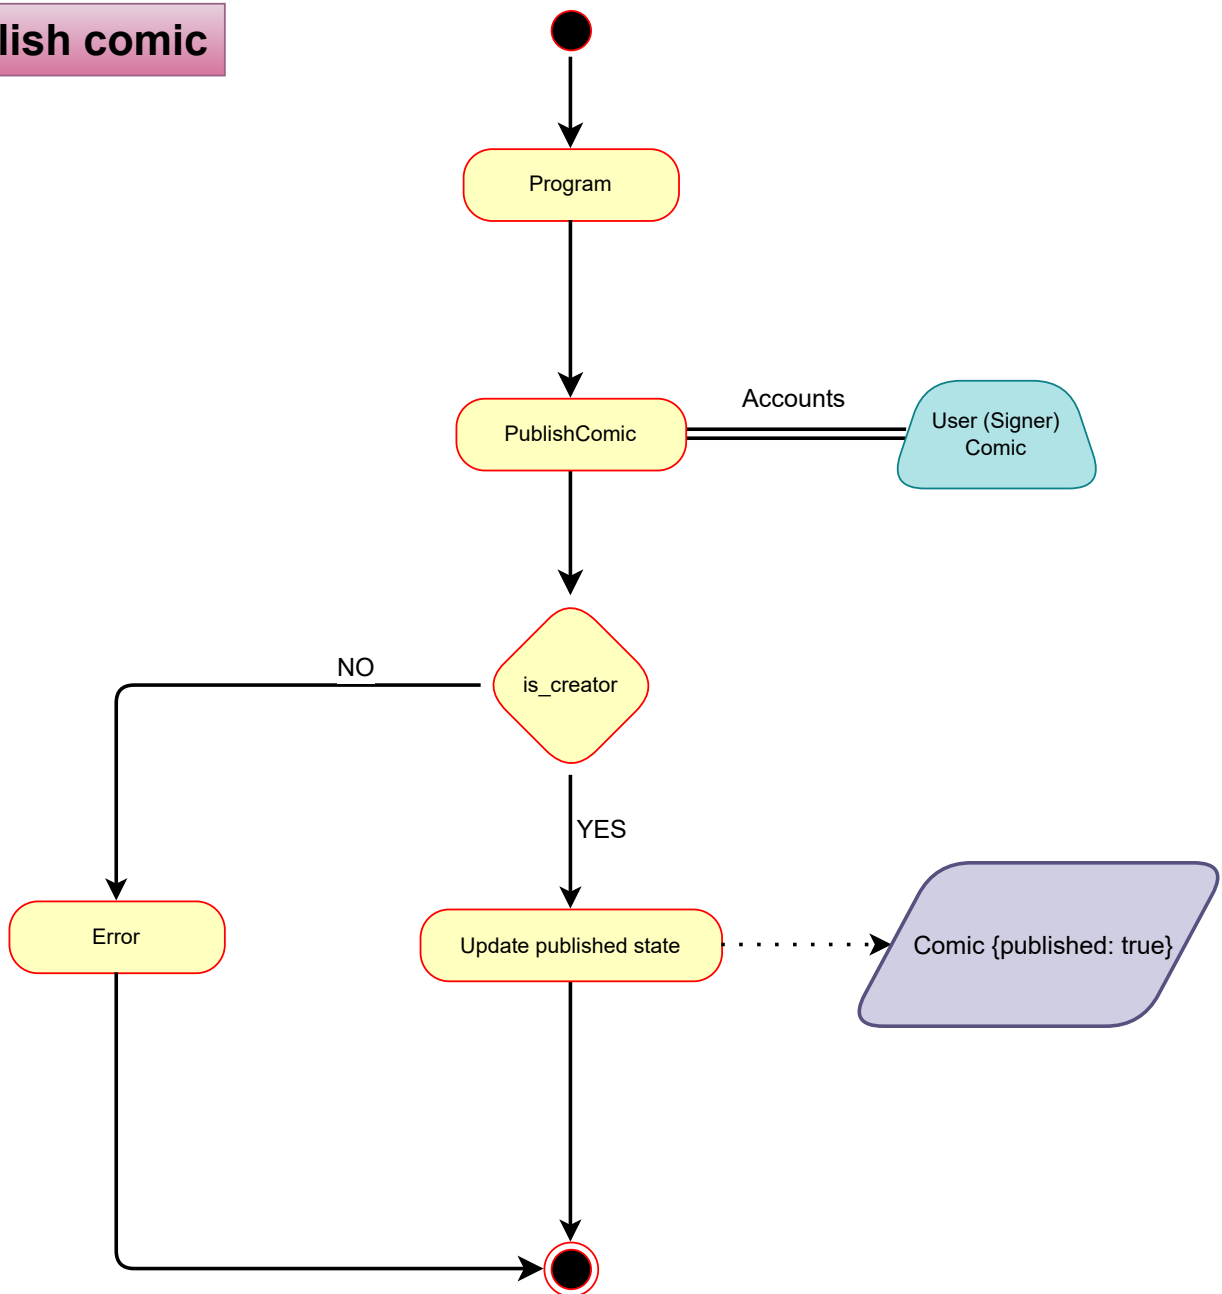 lish comic
Program
Accounts
PublishComic
User (Signer)
Comic
NO
is_creator
YES
Error
Update published state
Comic {published: true}